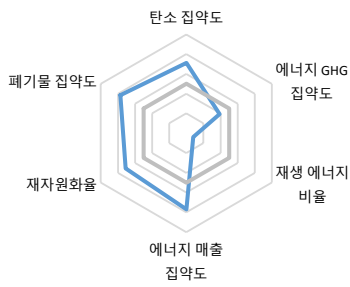 탄소 집약도
에너지 GHG
집약도
재생 에너지
비율
에너지 매출
집약도
재자원화율
폐기물 집약도